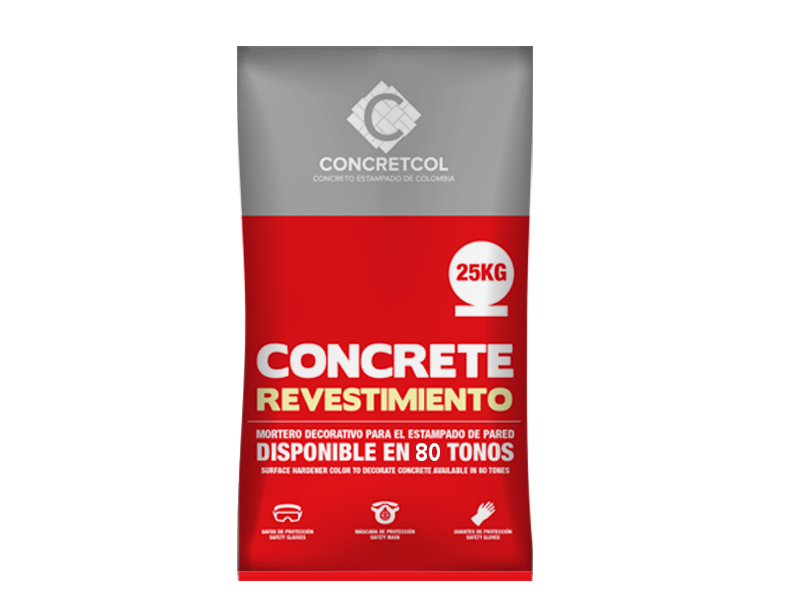 C
CONCRETCOL
CONCRETO ESTAMPADO DE COLOMBIA
25KG
CONCRETE
REVESTIMIENTO
MORTERO DECORATIVO PARA EL ESTAMPADO DE PARED
DISPONIBLE EN 80 TONOS
SURFACE HARDENER COLOR TO DECORATE CONCRETE AVAILABLE IN 80 TONES
GAFAS DE PROTECCIÓN
SAFETY GLASSES
MÁSCARA DE PROTECCIÓN
SAFETY MASK
GUANTES DE PROTECCIÓN
SAFETY GLOVES